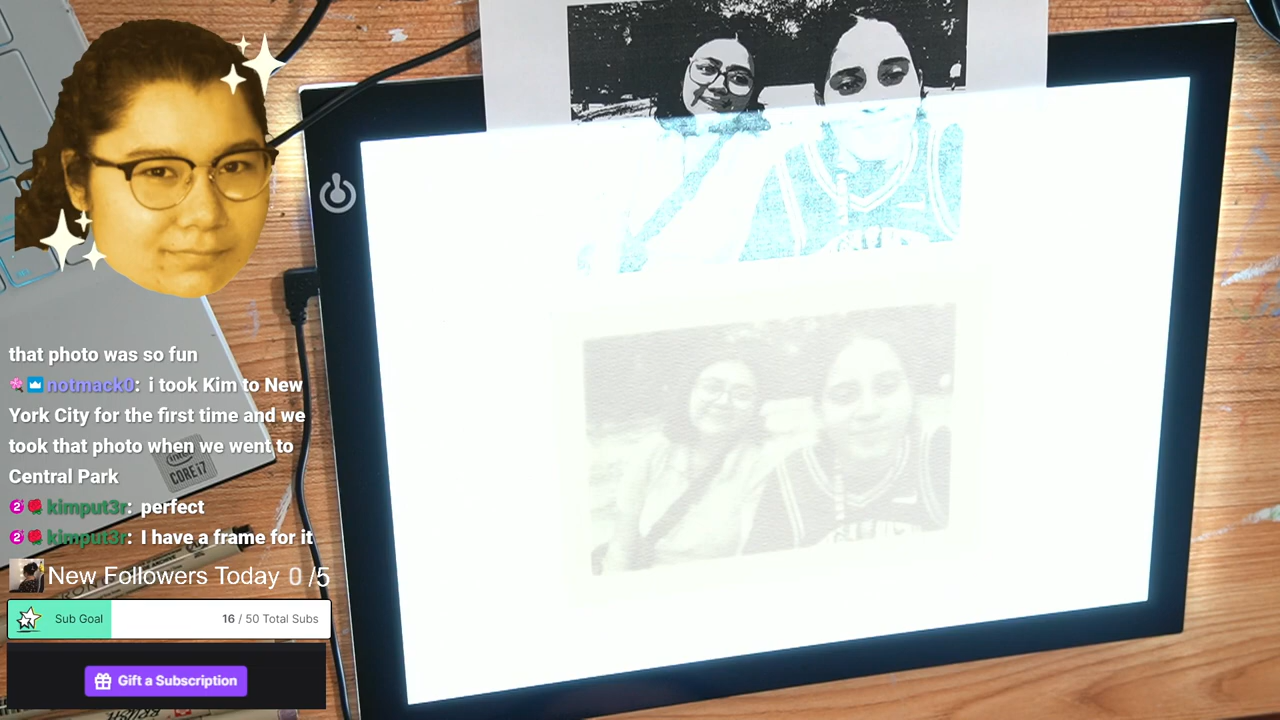 that photo was so fun
notmack0: i took Kim to New
York City for the first time and we
took that photo when we went to
Central Park
CORE i7
kimput3r: perfect
kimput3r: I have a frame for it
New Followers Today 0 /5
Sub Goal 16 / 50 Total Subs
Gift a Subscription